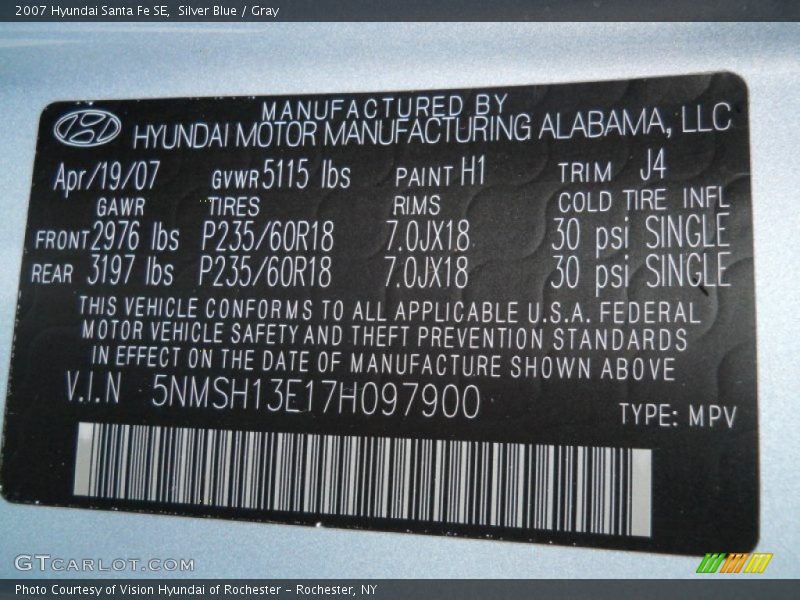 2007 Hyundai Santa Fe SE, Silver Blue / Gray
MANUFACTURED BY
HYUNDAI MOTOR MANUFACTURING ALABAMA, LLC
Apr/19/07 GVWR 5115 lbs PAINT H1 TRIM J4
GAWR TIRES RIMS COLD TIRE INFL
FRONT 2976 lbs P235/60R18 7.0JX18 30 psi SINGLE
REAR 3197 lbs P235/60R18 7.0JX18 30 psi SINGLE
THIS VEHICLE CONFORMS TO ALL APPLICABLE U.S.A. FEDERAL
MOTOR VEHICLE SAFETY AND THEFT PREVENTION STANDARDS
IN EFFECT ON THE DATE OF MANUFACTURE SHOWN ABOVE
V.I.N 5NMSH13E17H097900
TYPE: MPV
GTCARLOT.COM
Photo Courtesy of Vision Hyundai of Rochester - Rochester, NY